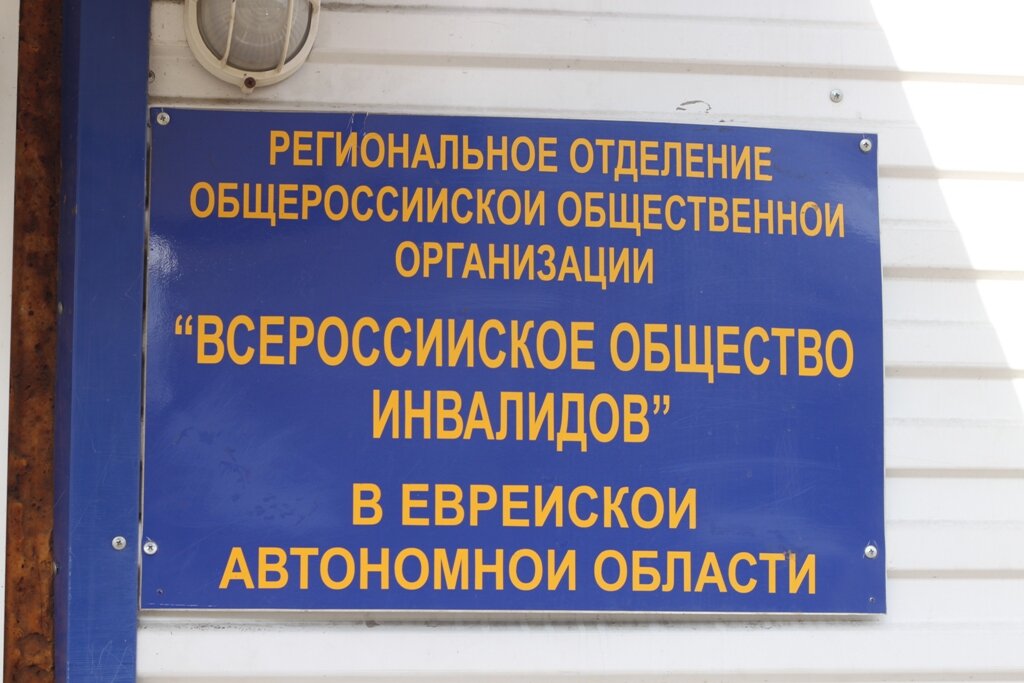 РЕГИОНАЛЬНОЕ ОТДЕЛЕНИЕ
ОБЩЕРОССИИСКОИ ОБЩЕСТВЕННОИ
ОРГАНИЗАЦИИ
“ВСЕРОССИИСКОЕ ОБЩЕСТВО
ИНВАЛИДОВ”
В ЕВРЕИСКОИ
АВТОНОМНОИ ОБЛАСТИ